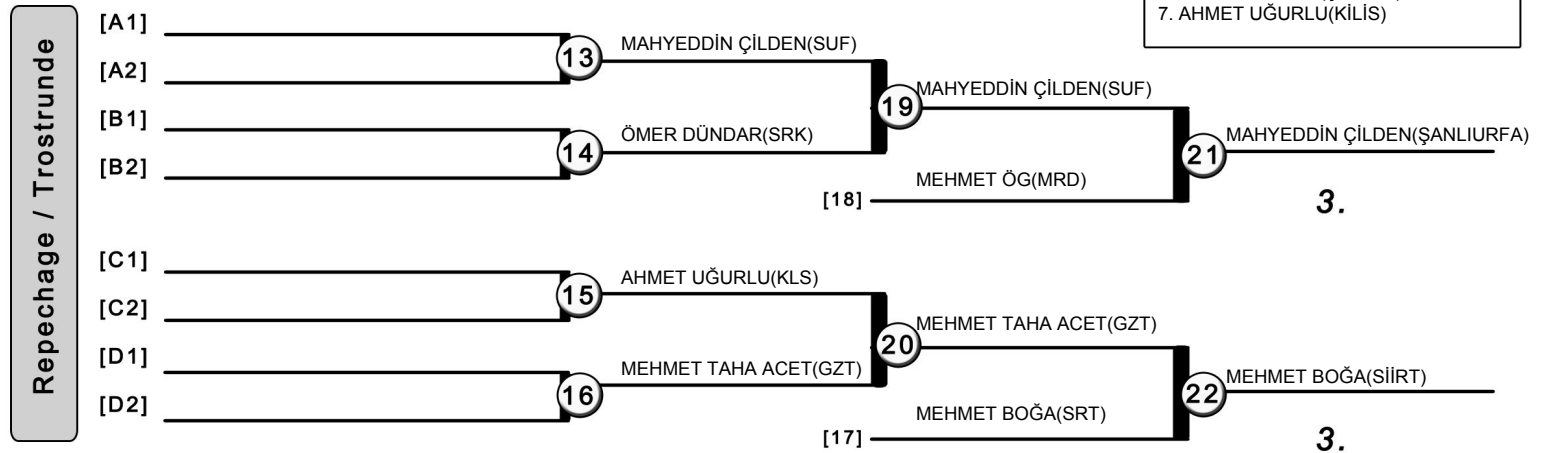 7. AHMET UĞURLU(KİLİS)
Repechage / Trostrunde
[A1]
[A2]
[B1]
[B2]
13
14
MAHYEDDİN ÇİLDEN(SUF)
ÖMER DÜNDAR(SRK)
19
MAHYEDDİN ÇİLDEN(SUF)
[18]
MEHMET ÖG(MRD)
21
MAHYEDDİN ÇİLDEN(ŞANLIURFA)
3.
[C1]
[C2]
[D1]
[D2]
15
16
AHMET UĞURLU(KLS)
MEHMET TAHA ACET(GZT)
20
MEHMET TAHA ACET(GZT)
[17]
MEHMET BOĞA(SRT)
22
MEHMET BOĞA(SİİRT)
3.